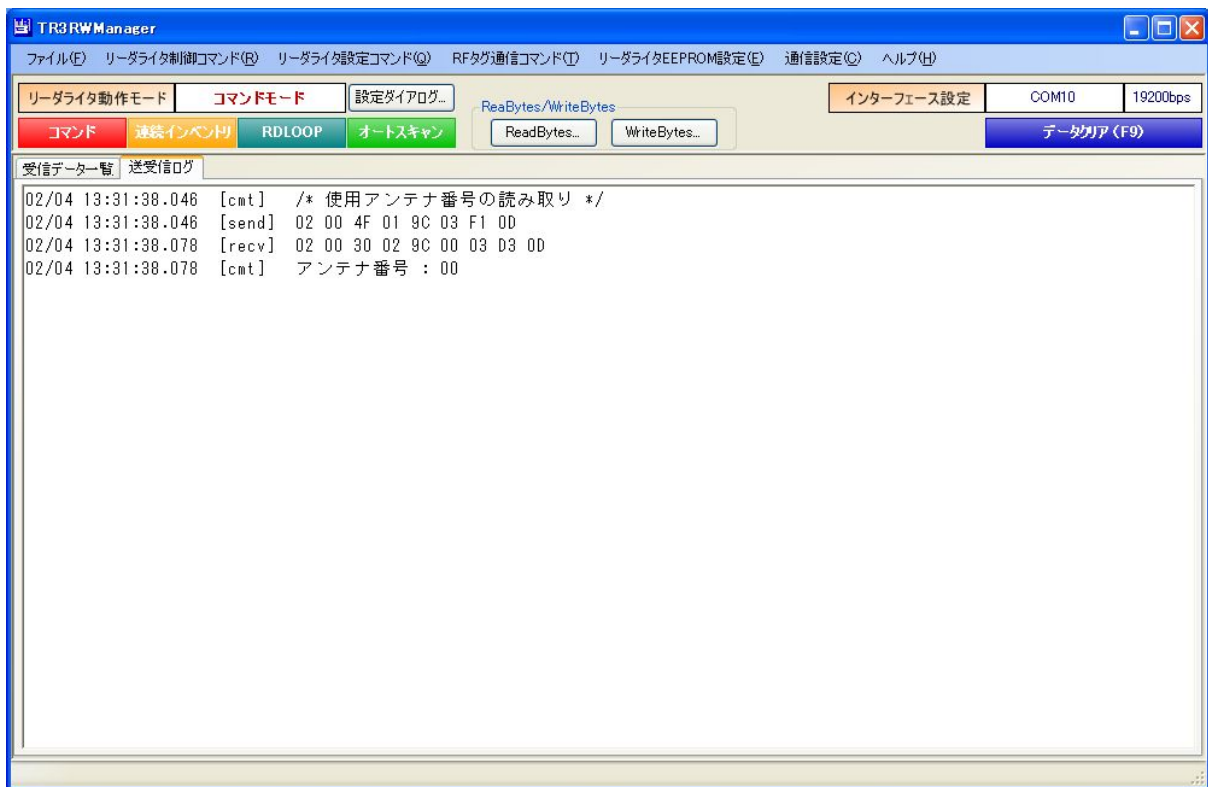 TR3RWManager
ファイル(F) リーダライタ制御コマンド(R) リーダライタ設定コマンド(Q) RFタグ通信コマンド(T) リーダライタEEPROM設定(E) 通信設定(C) ヘルプ(H)
リーダライタ動作モード コマンドモード 設定ダイアログ... ReaBytes/WriteBytes インターフェース設定 COM10 19200bps
コマンド 連続インベントリ RDLOOP オートスキャン ReadBytes... WriteBytes... データクリア(F9)
受信データ一覧 送受信ログ
02/04 13:31:38.046 [cmt] /* 使用アンテナ番号の読み取り */
02/04 13:31:38.046 [send] 02 00 4F 01 9C 03 F1 0D
02/04 13:31:38.078 [recv] 02 00 30 02 9C 00 03 D3 0D
02/04 13:31:38.078 [cmt] アンテナ番号 : 00